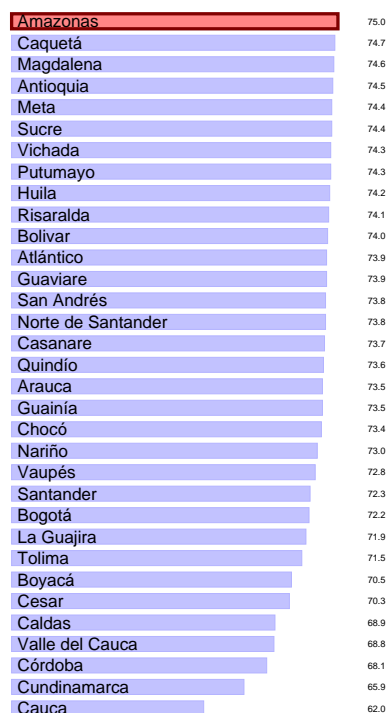 Amazonas 75.0
Caquetá 74.7
Magdalena 74.6
Antioquia 74.5
Meta 74.4
Sucre 74.4
Vichada 74.3
Putumayo 74.3
Huila 74.2
Risaralda 74.1
Bolivar 74.0
Atlántico 73.9
Guaviare 73.9
San Andrés 73.8
Norte de Santander 73.8
Casanare 73.7
Quindío 73.6
Arauca 73.5
Guainía 73.5
Chocó 73.4
Nariño 73.0
Vaupés 72.8
Santander 72.3
Bogotá 72.2
La Guajira 71.9
Tolima 71.5
Boyacá 70.5
Cesar 70.3
Caldas 68.9
Valle del Cauca 68.8
Córdoba 68.1
Cundinamarca 65.9
Cauca 62.0